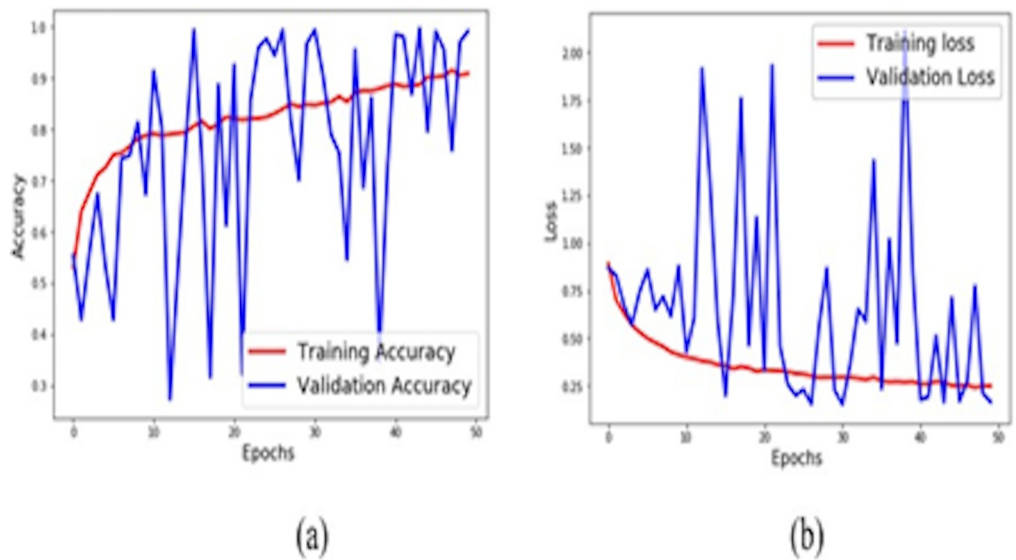 1.0
0.9
0.8
0.7
0.6
0.5
0.4
0.3
Accuracy
Training Accuracy
Validation Accuracy
0 10 20 30 40 50
Epochs
(a)
Training loss
Validation Loss
2.00
1.75
1.50
1.25
1.00
0.75
0.50
0.25
Loss
0 10 20 30 40 50
Epochs
(b)